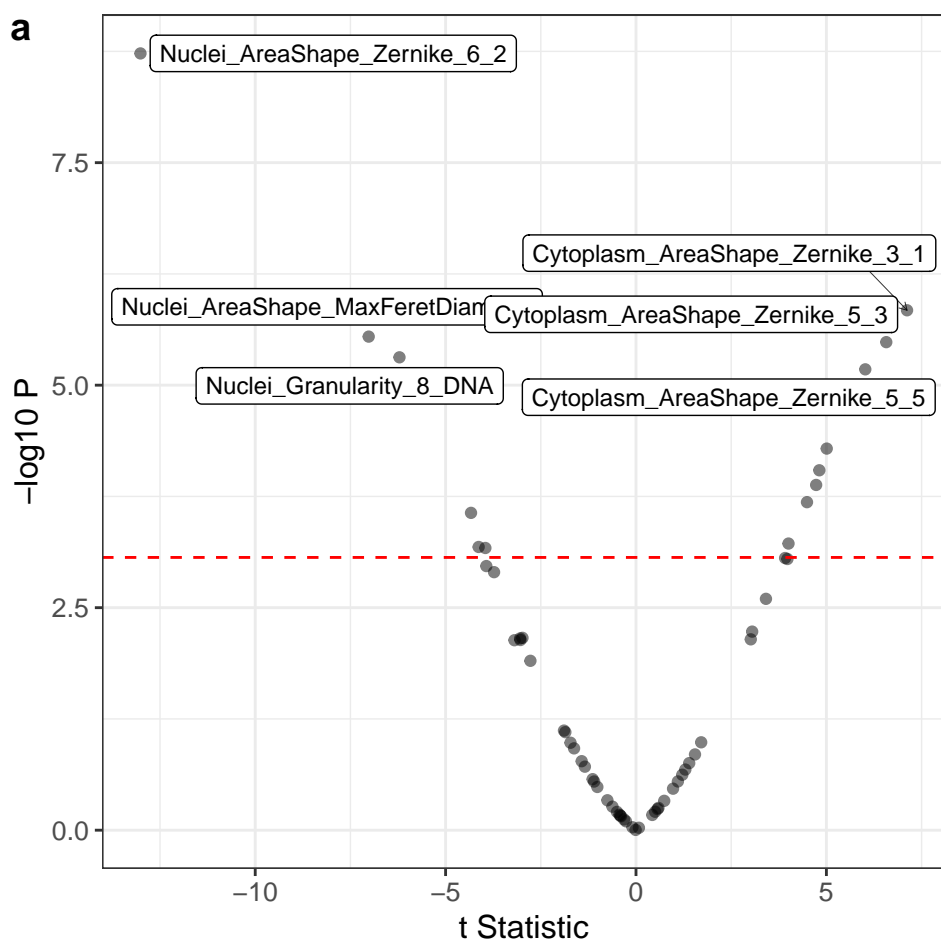 a
Nuclei_AreaShape_Zernike_6_2
7.5
Cytoplasm_AreaShape_Zernike_3_1
Nuclei_AreaShape_MaxFeretDiam
Cytoplasm_AreaShape_Zernike_5_3
5.0
Nuclei_Granularity_8_DNA
Cytoplasm_AreaShape_Zernike_5_5
−log10 P
2.5
0.0
−10 −5 0 5
t Statistic